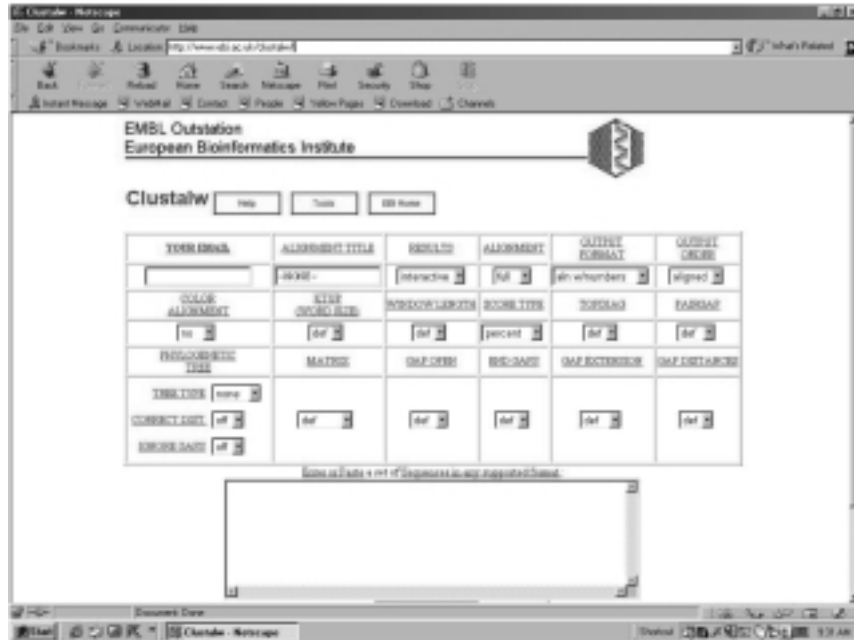 Clustalw - Netscape
File Edit View Go Communicator Help
Bookmarks Location http://www.ebi.ac.uk/clustalw/ What's Related
Back Forward Reload Home Search Netscape Print Security Shop
Instant Message WebMail Contact People Yellow Pages Download Channels
EMBL Outstation
European Bioinformatics Institute
Clustalw Help Tools EBI Home
YOUR EMAIL ALIGNMENT TITLE RESULTS ALIGNMENT OUTPUT FORMAT OUTPUT ORDER
interactive full aln w/numbers aligned
COLOR ALIGNMENT KTUP (WORD SIZE) WINDOW LENGTH SCORE TYPE TOPDIAG PAIRGAP
no def def percent def def
PHYLOGENETIC TREE MATRIX GAP OPEN END GAPS GAP EXTENSION GAP DISTANCES
TREE TYPE none
CORRECT DIST. off def def def def def
IGNORE GAPS off
Enter or Paste a set of Sequences in any supported format:
Document: Done
Start Clustalw - Netscape Shortcut 9:31 AM